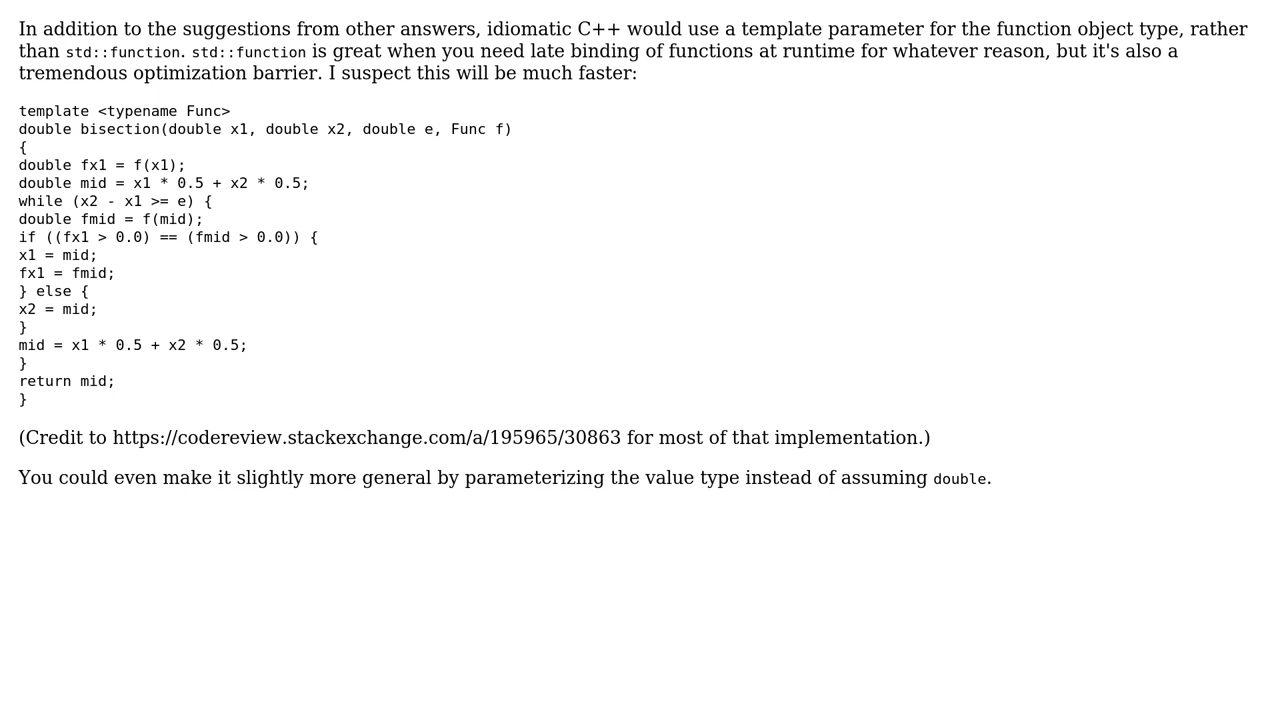 In addition to the suggestions from other answers, idiomatic C++ would use a template parameter for the function object type, rather
than std::function. std::function is great when you need late binding of functions at runtime for whatever reason, but it's also a
tremendous optimization barrier. I suspect this will be much faster:
template <typename Func>
double bisection(double x1, double x2, double e, Func f)
{
double fx1 = f(x1);
double mid = x1 * 0.5 + x2 * 0.5;
while (x2 - x1 >= e) {
double fmid = f(mid);
if ((fx1 > 0.0) == (fmid > 0.0)) {
x1 = mid;
fx1 = fmid;
} else {
x2 = mid;
}
mid = x1 * 0.5 + x2 * 0.5;
}
return mid;
}
(Credit to https://codereview.stackexchange.com/a/195965/30863 for most of that implementation.)
You could even make it slightly more general by parameterizing the value type instead of assuming double.